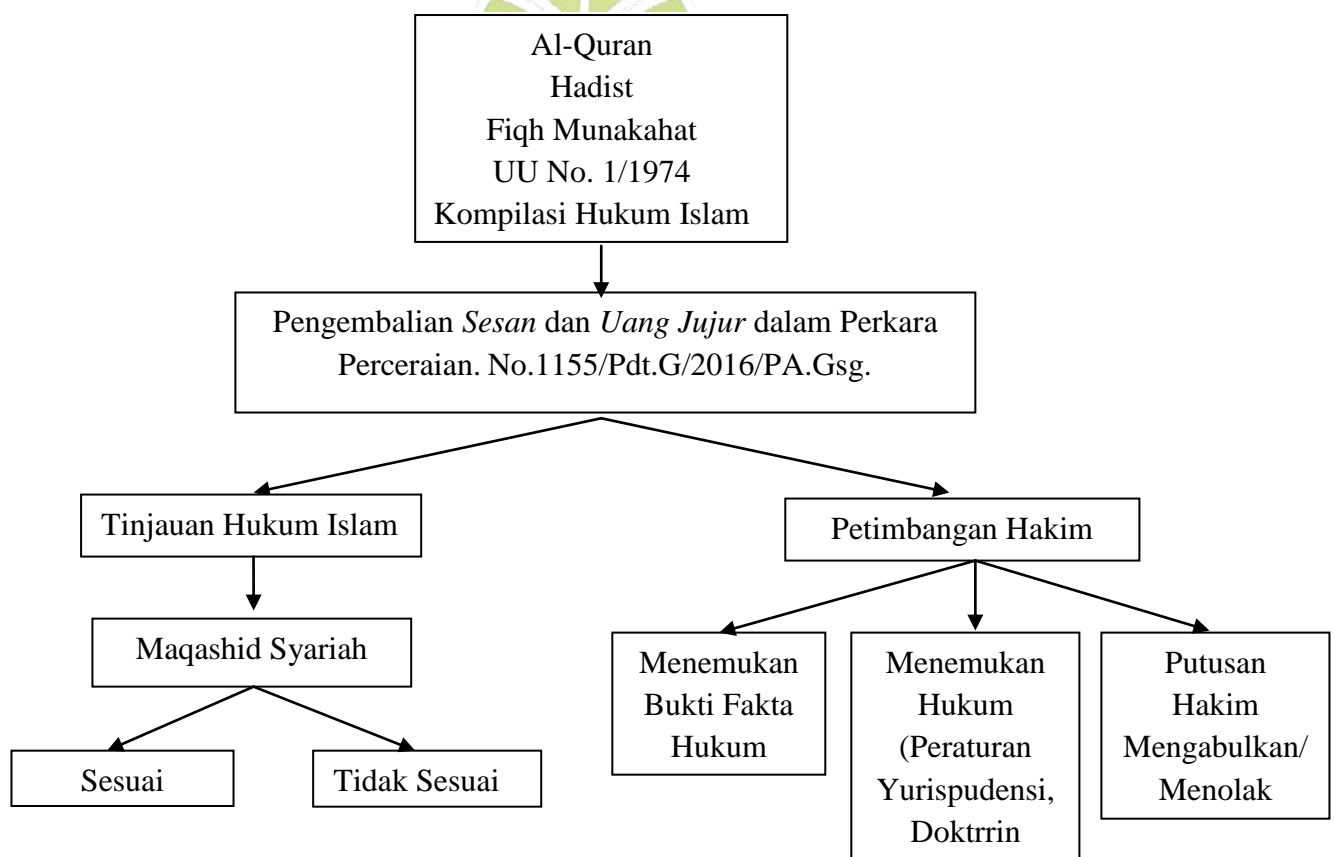 Al-Quran
Hadist
Fiqh Munakahat
UU No. 1/1974
Kompilasi Hukum Islam
Pengembalian Sesan dan Uang Jujur dalam Perkara
Perceraian. No.1155/Pdt.G/2016/PA.Gsg.
Tinjauan Hukum Islam
Petimbangan Hakim
Maqashid Syariah
Sesuai
Tidak Sesuai
Menemukan
Bukti Fakta
Hukum
Menemukan
Hukum
(Peraturan
Yurispudensi,
Doktrrin
Putusan
Hakim
Mengabulkan/
Menolak